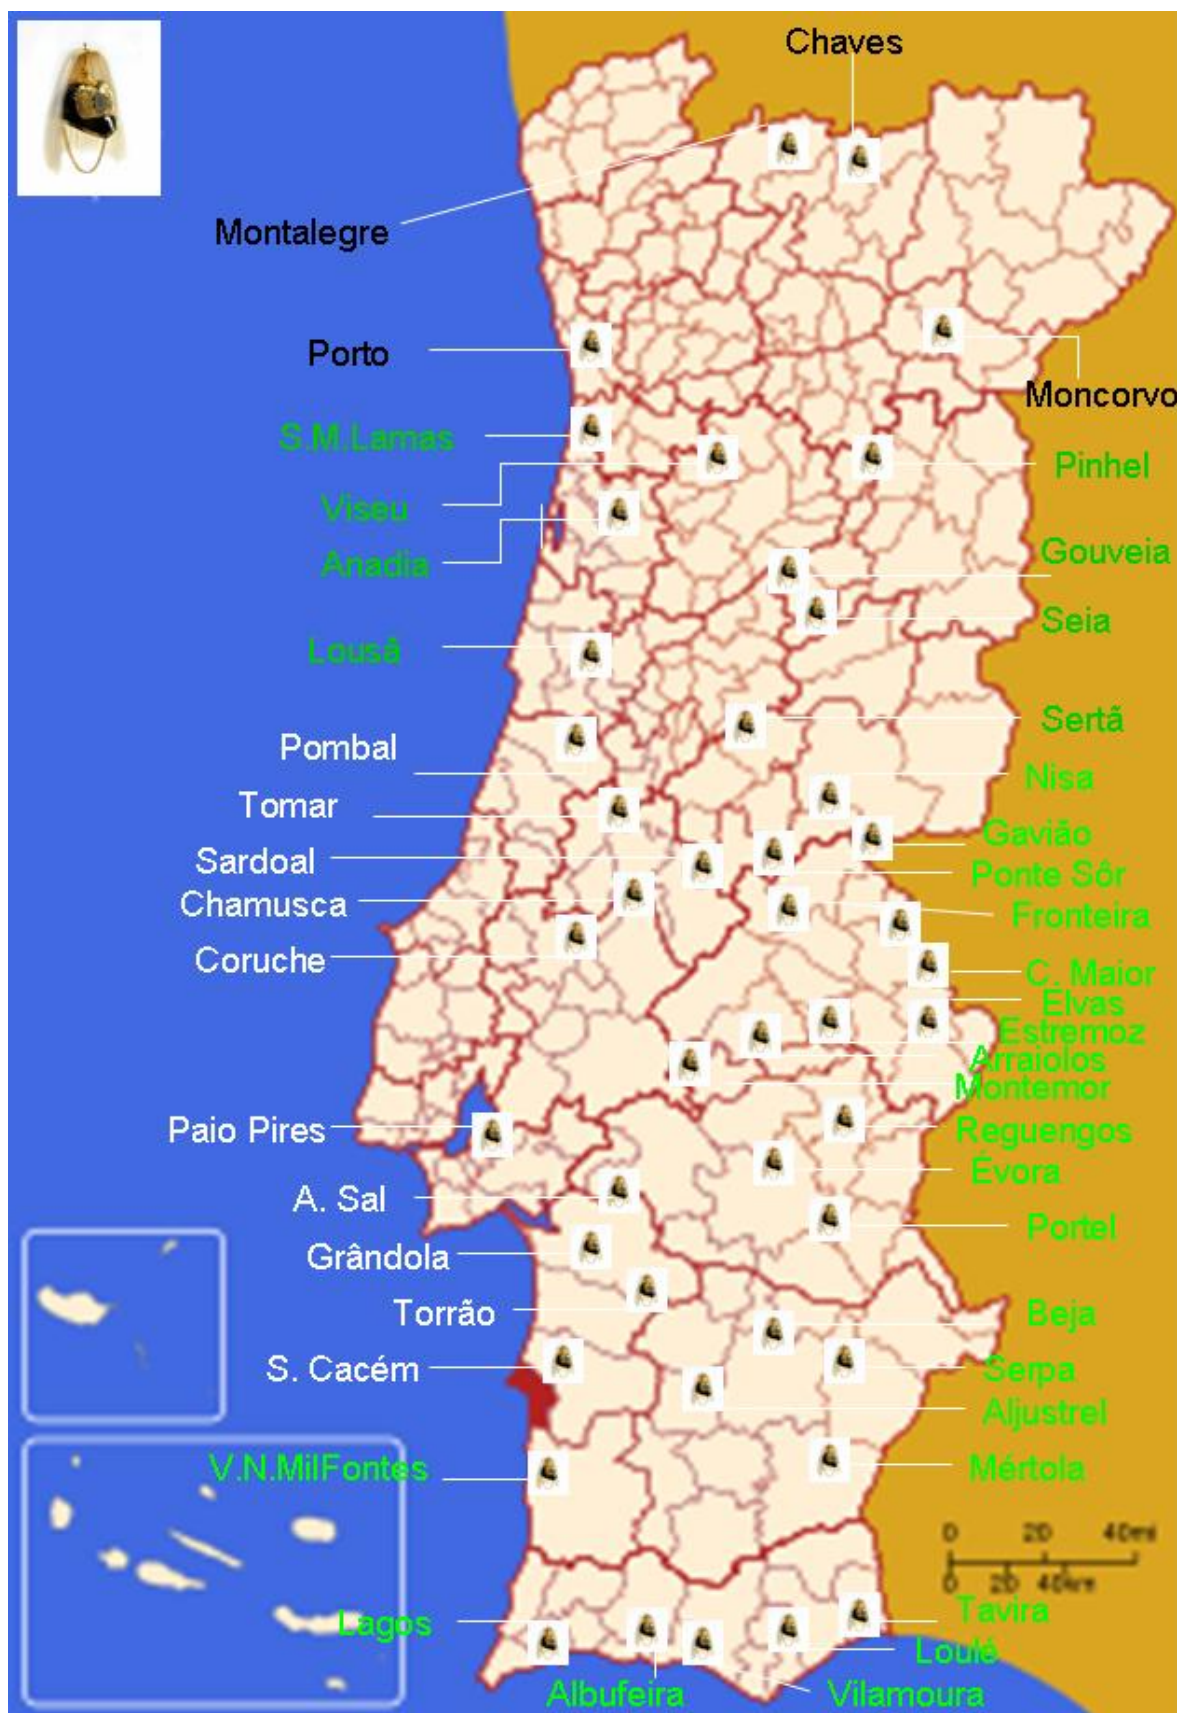 Chaves
Montalegre
Porto
Moncorvo
S.M.Lamas
Pinhel
Viseu
Gouveia
Anadia
Seia
Lousã
Sertã
Pombal
Nisa
Tomar
Gavião
Sardoal
Ponte Sôr
Chamusca
Fronteira
Coruche
C. Maior
Elvas
Estremoz
Arraiolos
Montemor
Paio Pires
Reguengos
Évora
A. Sal
Portel
Grândola
Torrão
Beja
S. Cacém
Serpa
Aljustrel
V.N.MilFontes
Mértola
0 20 40mi
0 20 40km
Tavira
Lagos
Loulé
Albufeira
Vilamoura